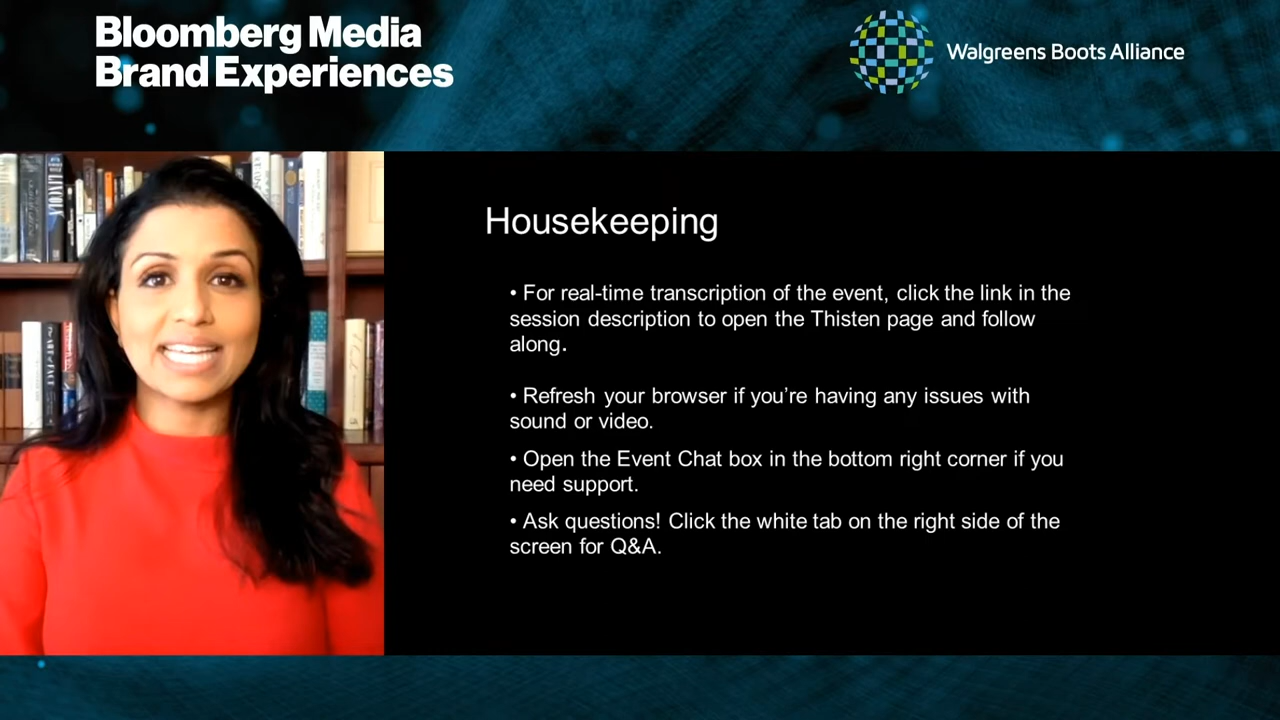 Bloomberg Media
Brand Experiences
Walgreens Boots Alliance
LINCOLN
Housekeeping
• For real-time transcription of the event, click the link in the
session description to open the Thisten page and follow
along.
• Refresh your browser if you’re having any issues with
sound or video.
• Open the Event Chat box in the bottom right corner if you
need support.
• Ask questions! Click the white tab on the right side of the
screen for Q&A.